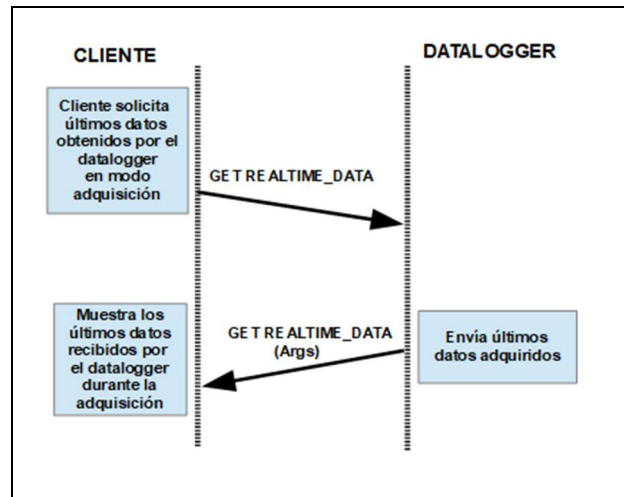 CLIENTE
DATALOGGER
Cliente solicita
últimos datos
obtenidos por el
datalogger
en modo
adquisición
GET REALTIME_DATA
Muestra los
últimos datos
recibidos por
el datalogger
durante la
adquisición
GET REALTIME_DATA
(Args)
Envía últimos
datos adquiridos